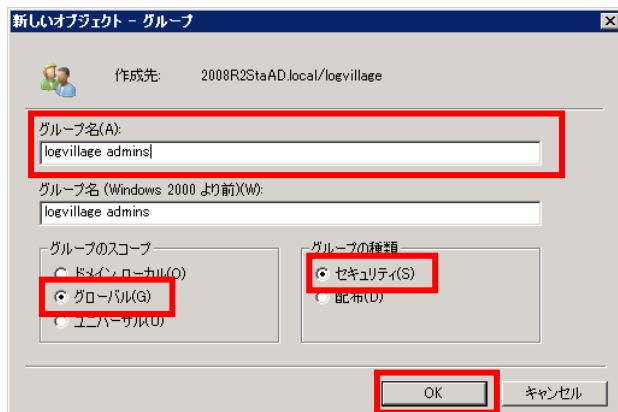 新しいオブジェクト - グループ
作成先: 2008R2StaAD.local/logvillage
グループ名(A):
logvillage admins
グループ名 (Windows 2000 より前)(W):
logvillage admins
グループのスコープ
ドメイン ローカル(O)
グローバル(G)
ユニバーサル(U)
グループの種類
セキュリティ(S)
配布(D)
OK
キャンセル